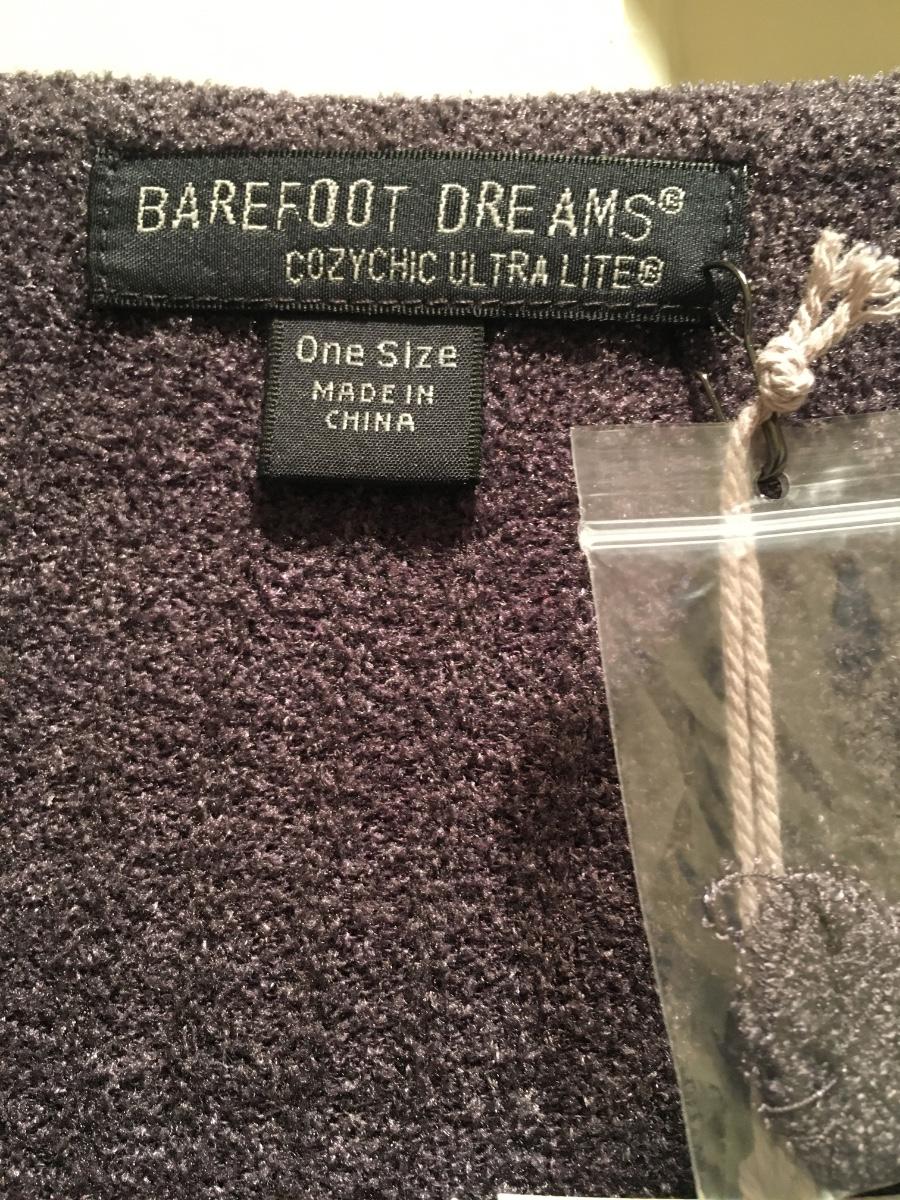 BAREFOOT DREAMS®
COZYCHIC ULTRA LITE®
One Size
MADE IN
CHINA